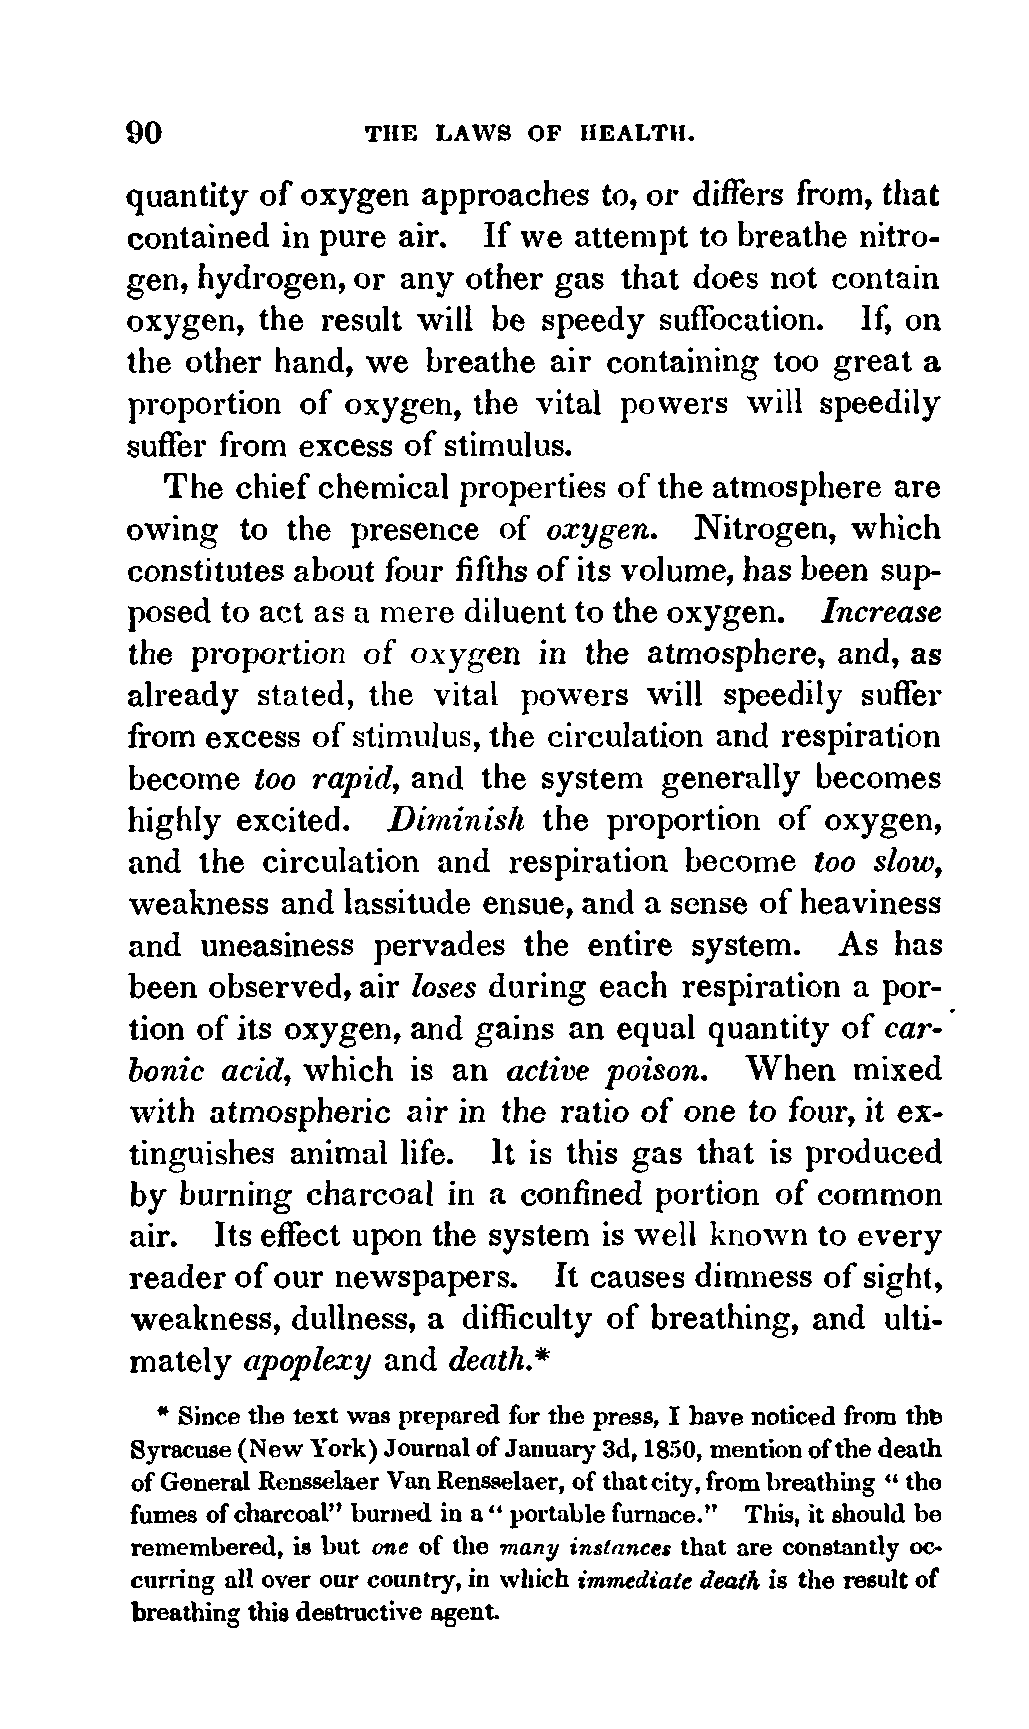 90 THE LAWS OF HEALTH.
quantity of oxygen approaches to, or differs from, that
contained in pure air. If we attempt to breathe nitro-
gen, hydrogen, or any other gas that does not contain
oxygen, the result will be speedy suffocation. If, on
the other hand, we breathe air containing too great a
proportion of oxygen, the vital powers will speedily
suffer from excess of stimulus.
The chief chemical properties of the atmosphere are
owing to the presence of oxygen. Nitrogen, which
constitutes about four fifths of its volume, has been sup-
posed to act as a mere diluent to the oxygen. Increase
the proportion of oxygen in the atmosphere, and, as
already stated, the vital powers will speedily suffer
from excess of stimulus, the circulation and respiration
become too rapid, and the system generally becomes
highly excited. Diminish the proportion of oxygen,
and the circulation and respiration become too slow,
weakness and lassitude ensue, and a sense of heaviness
and uneasiness pervades the entire system. As has
been observed, air loses during each respiration a por-
tion of its oxygen, and gains an equal quantity of car-
bonic acid, which is an active poison. When mixed
with atmospheric air in the ratio of one to four, it ex-
tinguishes animal life. It is this gas that is produced
by burning charcoal in a confined portion of common
air. Its effect upon the system is well known to every
reader of our newspapers. It causes dimness of sight,
weakness, dullness, a difficulty of breathing, and ulti-
mately apoplexy and death.*
* Since the text was prepared for the press, I have noticed from the
Syracuse (New York) Journal of January 3d, 1850, mention of the death
of General Rensselaer Van Rensselaer, of that city, from breathing "the
fumes of charcoal" burned in a "portable furnace." This, it should be
remembered, is but one of the many instances that are constantly oc-
curring all over our country, in which immediate death is the result of
breathing this destructive agent.